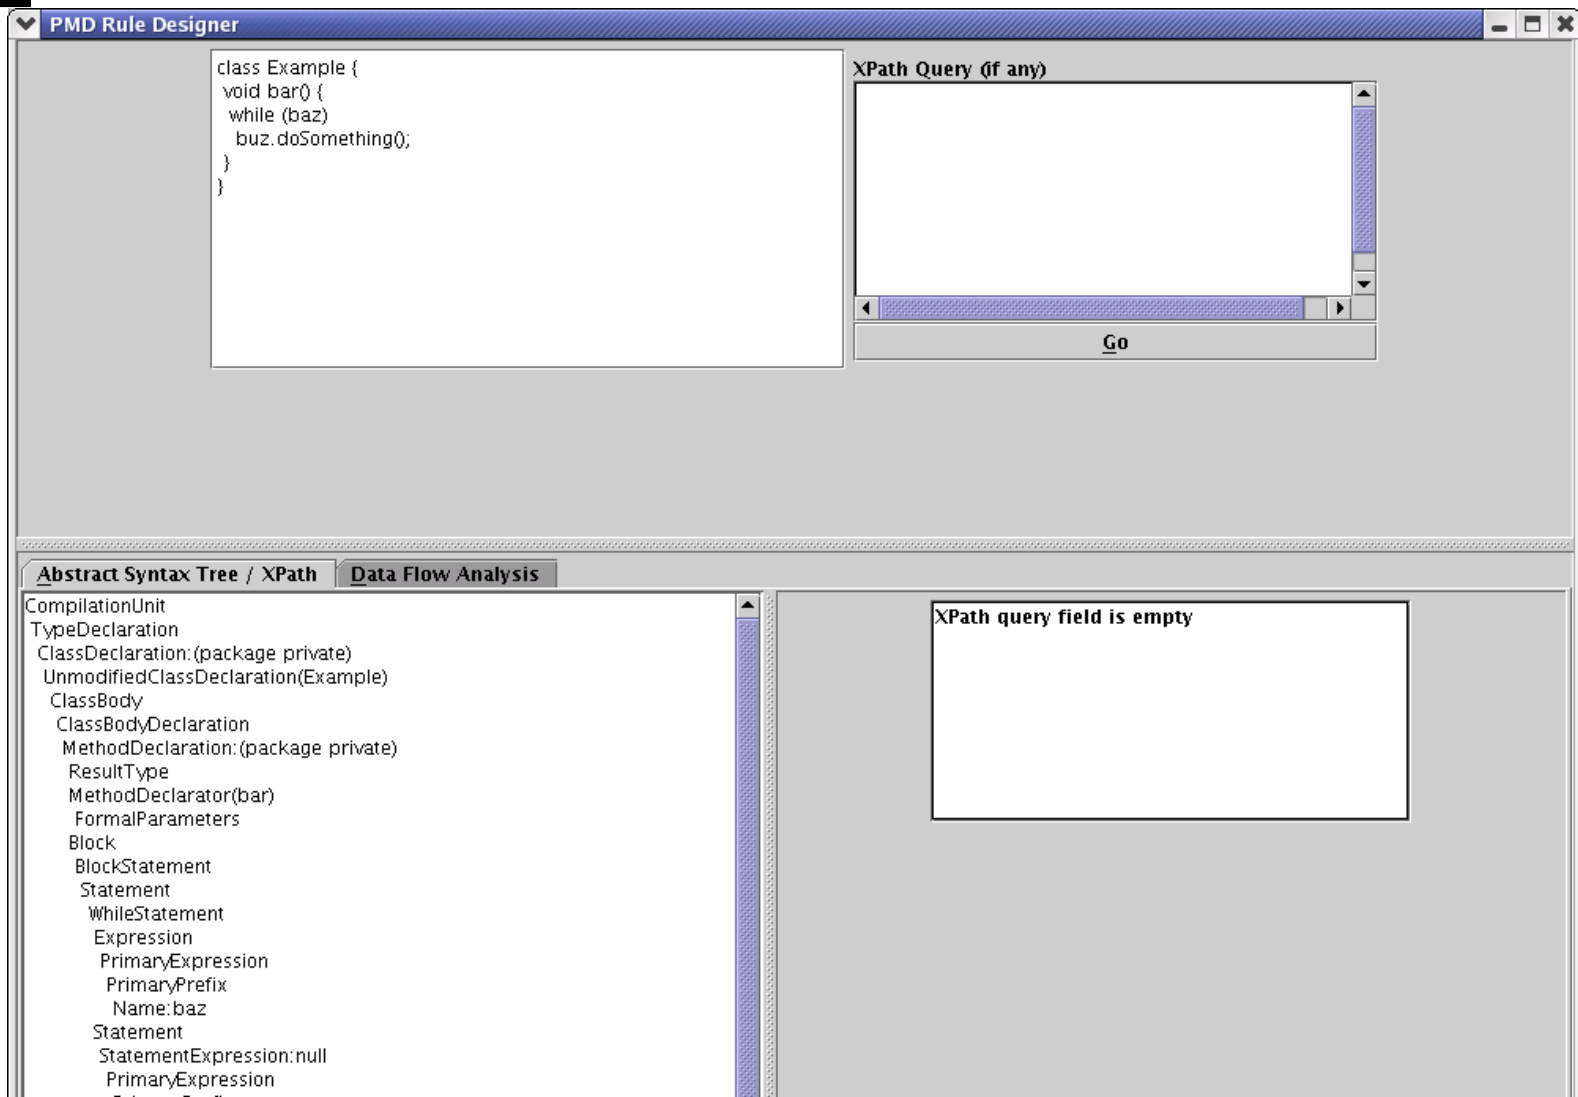 PMD Rule Designer
class Example {
void bar() {
while (baz)
buz.doSomething();
}
}
XPath Query (if any)
Go
Abstract Syntax Tree / XPath
Data Flow Analysis
CompilationUnit
TypeDeclaration
ClassDeclaration:(package private)
UnmodifiedClassDeclaration(Example)
ClassBody
ClassBodyDeclaration
MethodDeclaration:(package private)
ResultType
MethodDeclarator(bar)
FormalParameters
Block
BlockStatement
Statement
WhileStatement
Expression
PrimaryExpression
PrimaryPrefix
Name:baz
Statement
StatementExpression:null
PrimaryExpression
XPath query field is empty